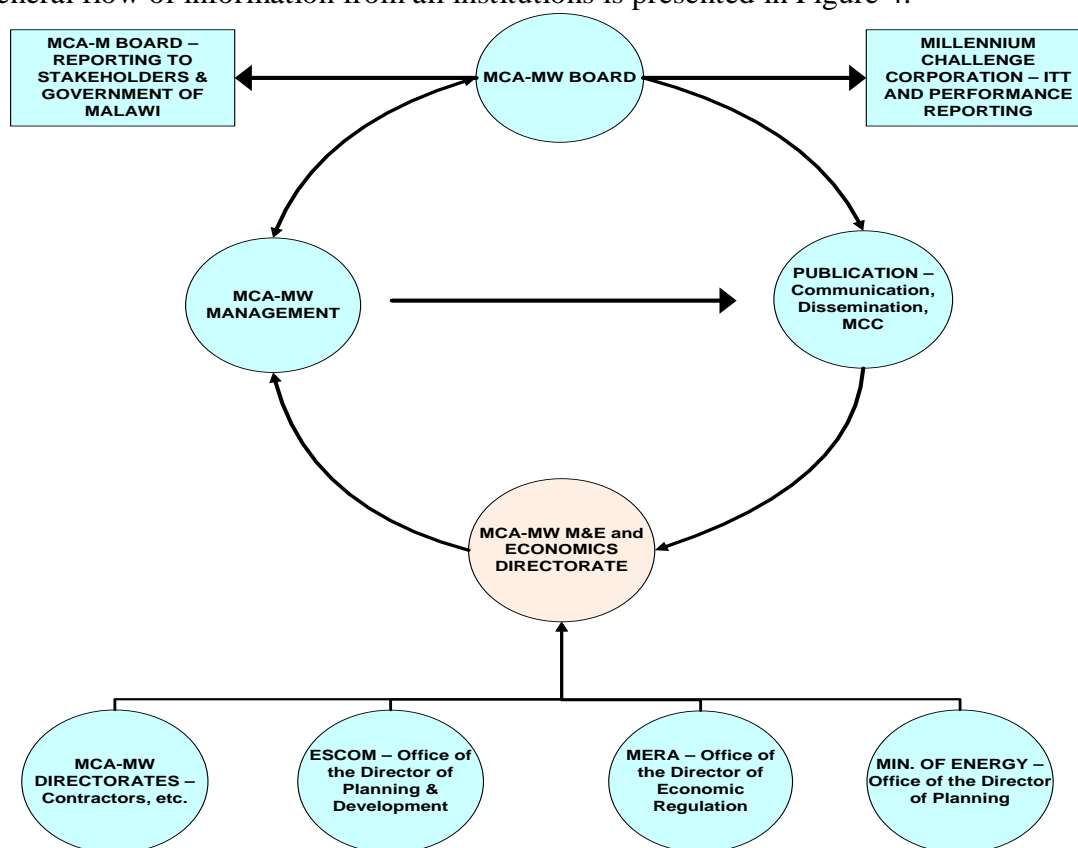 eneral flow of information from all institutions is presented in Figure 4.
MCA-M BOARD –
REPORTING TO
STAKEHOLDERS &
GOVERNMENT OF
MALAWI
MCA-MW BOARD
MILLENNIUM
CHALLENGE
CORPORATION – ITT
AND PERFORMANCE
REPORTING
MCA-MW
MANAGEMENT
PUBLICATION –
Communication,
Dissemination,
MCC
MCA-MW M&E and
ECONOMICS
DIRECTORATE
MCA-MW
DIRECTORATES –
Contractors, etc.
ESCOM – Office of
the Director of
Planning &
Development
MERA – Office of
the Director of
Economic
Regulation
MIN. OF ENERGY –
Office of the Director
of Planning